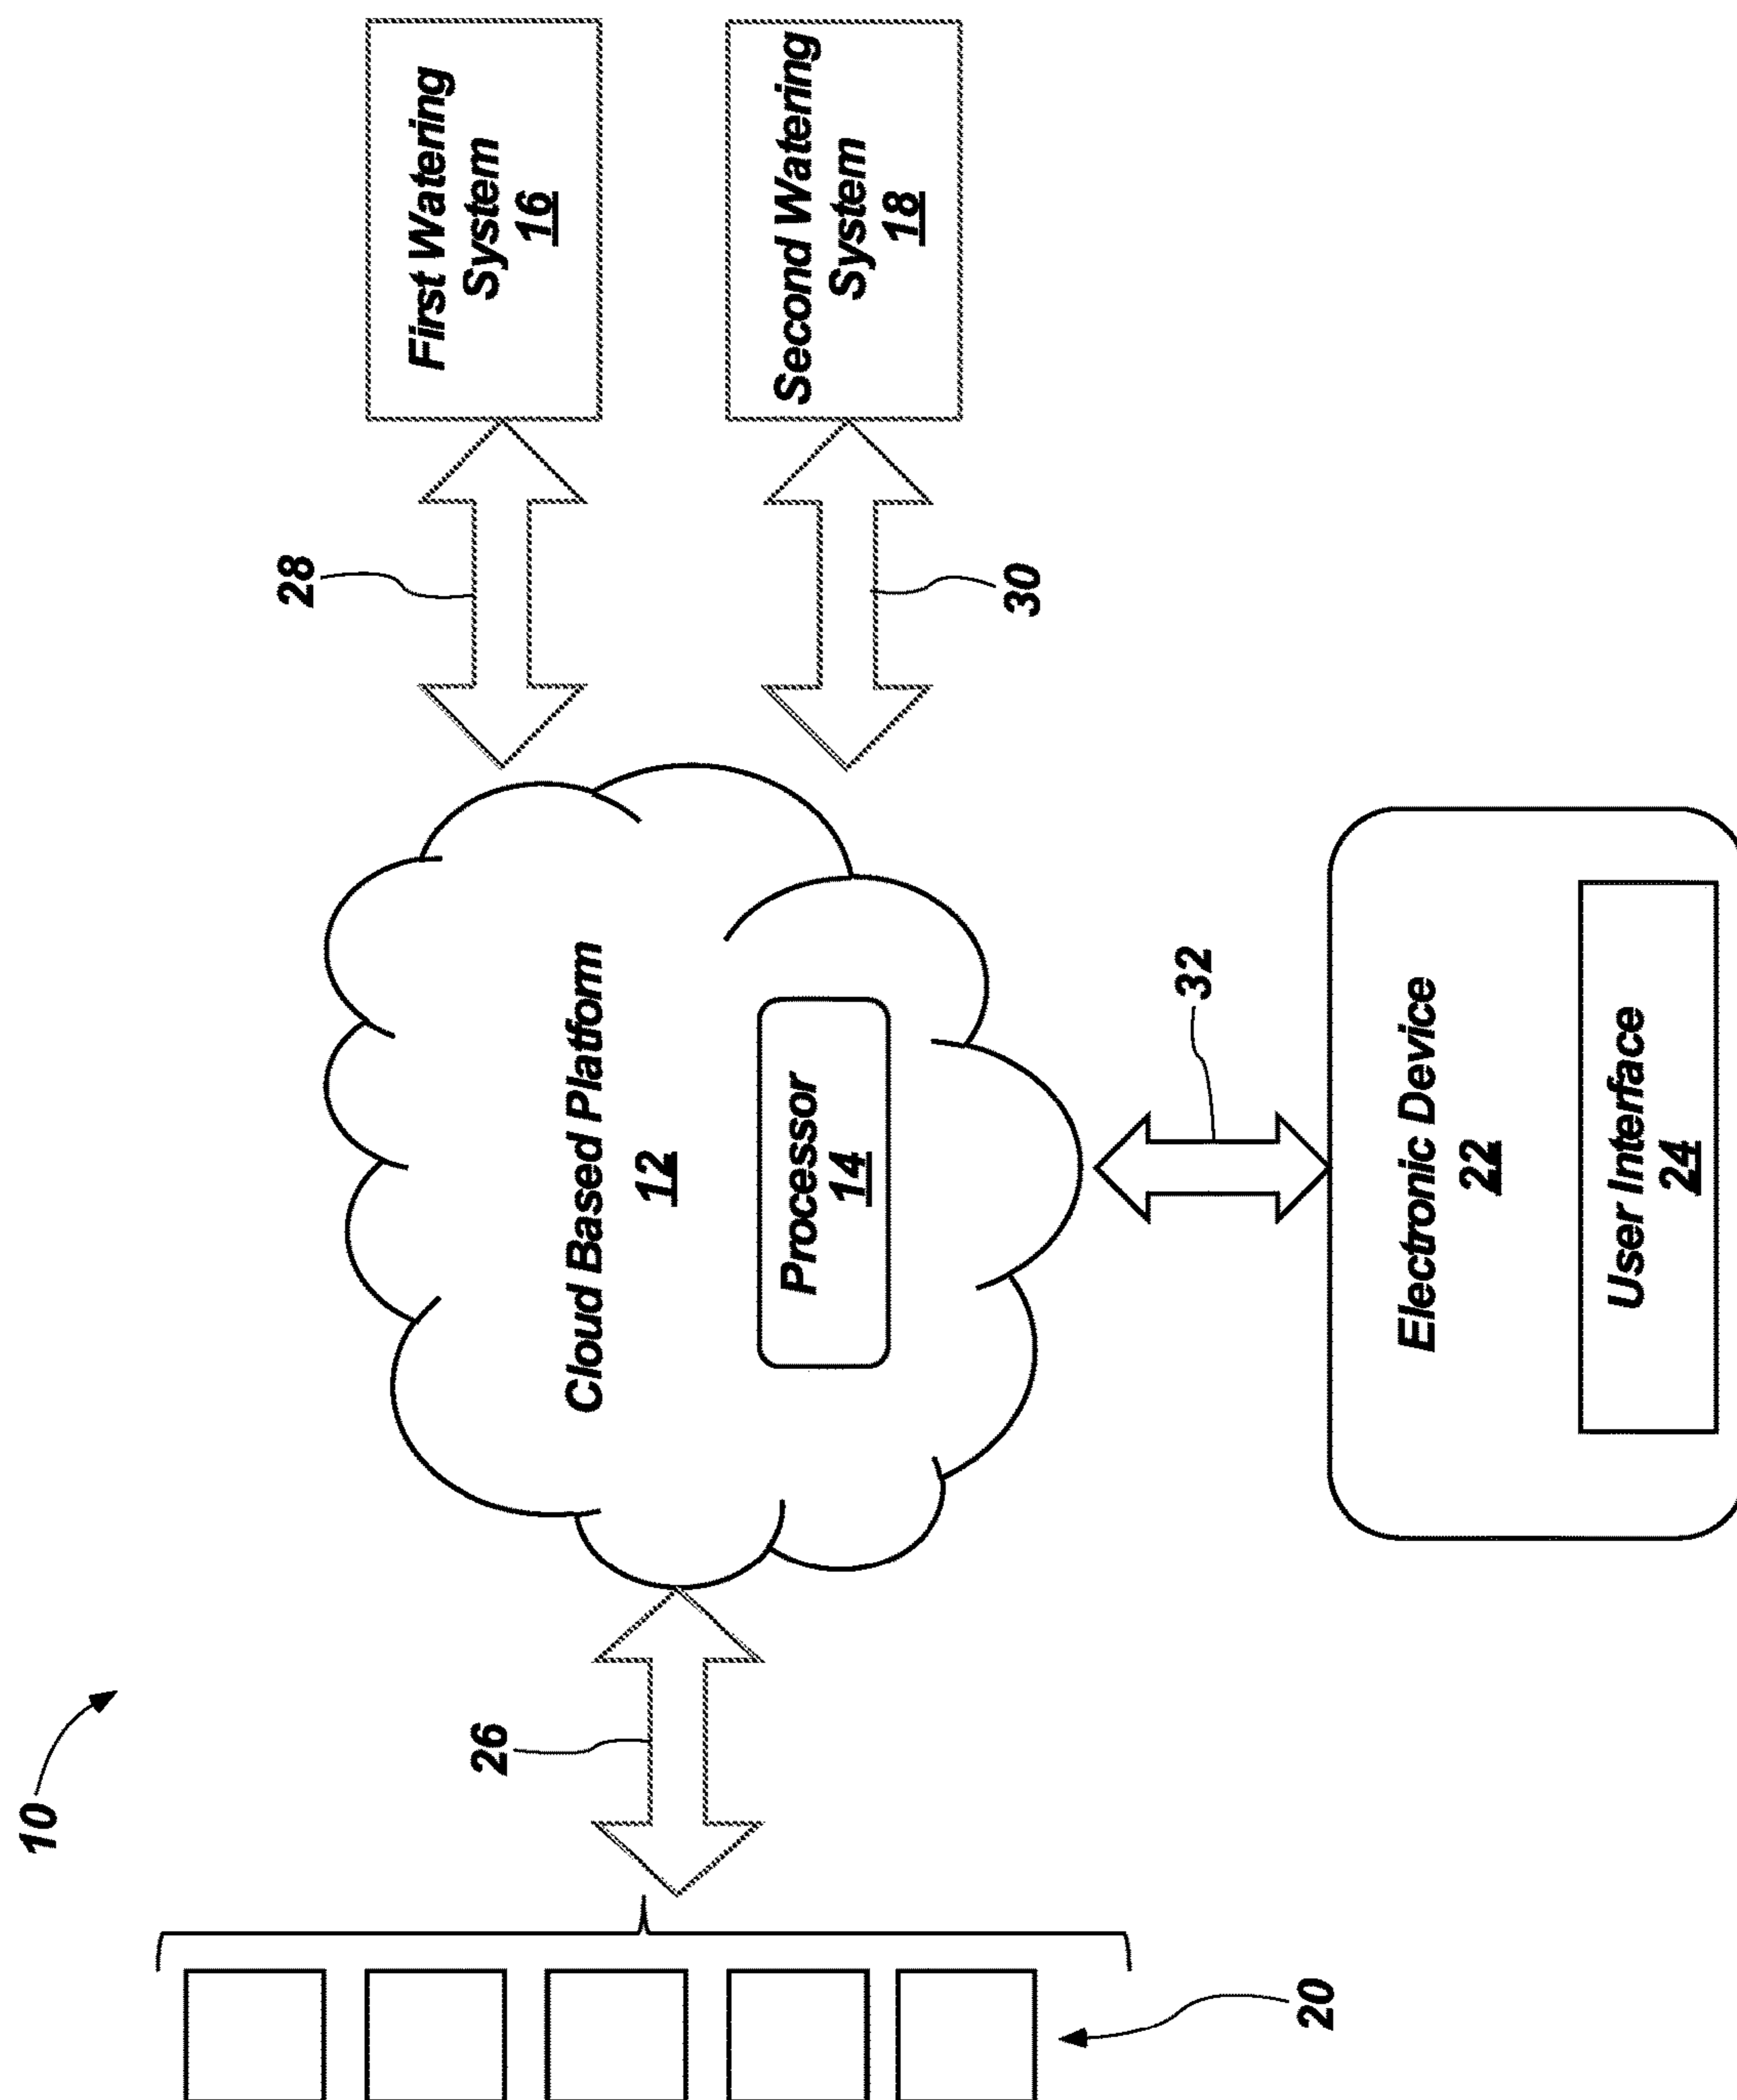 10
26
28
First Watering
System
16
Second Watering
System
18
30
Cloud Based Platform
12
Processor
14
32
Electronic Device
22
User Interface
24
20